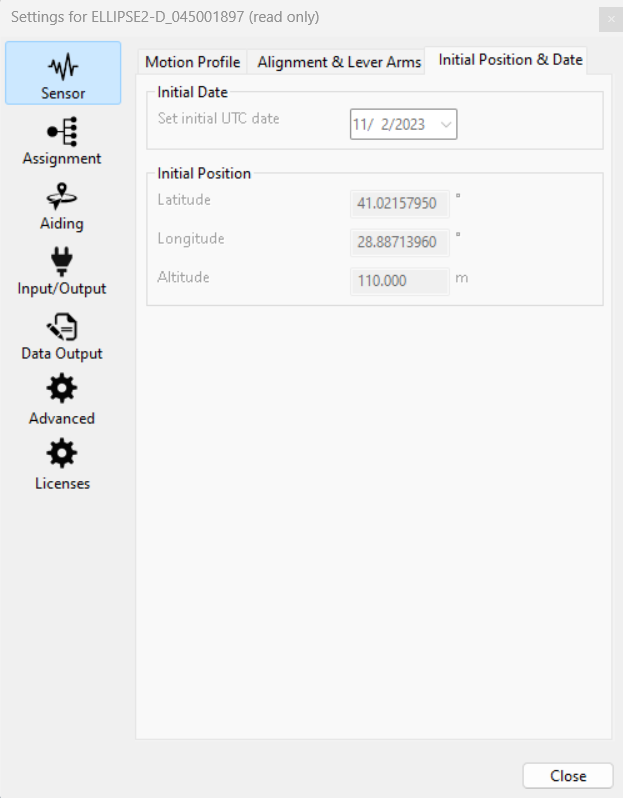 Settings for ELLIPSE2-D_045001897 (read only)
Sensor
Assignment
Aiding
Input/Output
Data Output
Advanced
Licenses
Motion Profile Alignment & Lever Arms Initial Position & Date
Initial Date
Set initial UTC date 11/ 2/2023
Initial Position
Latitude 41.02157950 °
Longitude 28.88713960 °
Altitude 110.000 m
Close